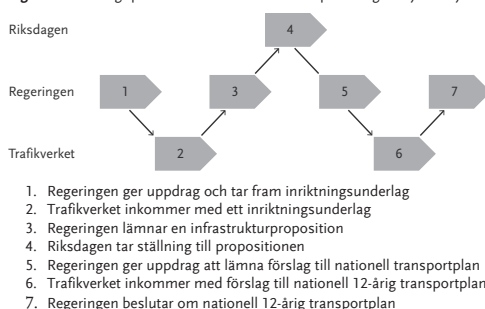 Riksdagen
4
Regeringen
1
3
5
7
Trafikverket
2
6
1. Regeringen ger uppdrag och tar fram inriktningsunderlag
2. Trafikverket inkommer med ett inriktningsunderlag
3. Regeringen lämnar en infrastrukturproposition
4. Riksdagen tar ställning till propositionen
5. Regeringen ger uppdrag att lämna förslag till nationell transportplan
6. Trafikverket inkommer med förslag till nationell 12-årig transportplan
7. Regeringen beslutar om nationell 12-årig transportplan